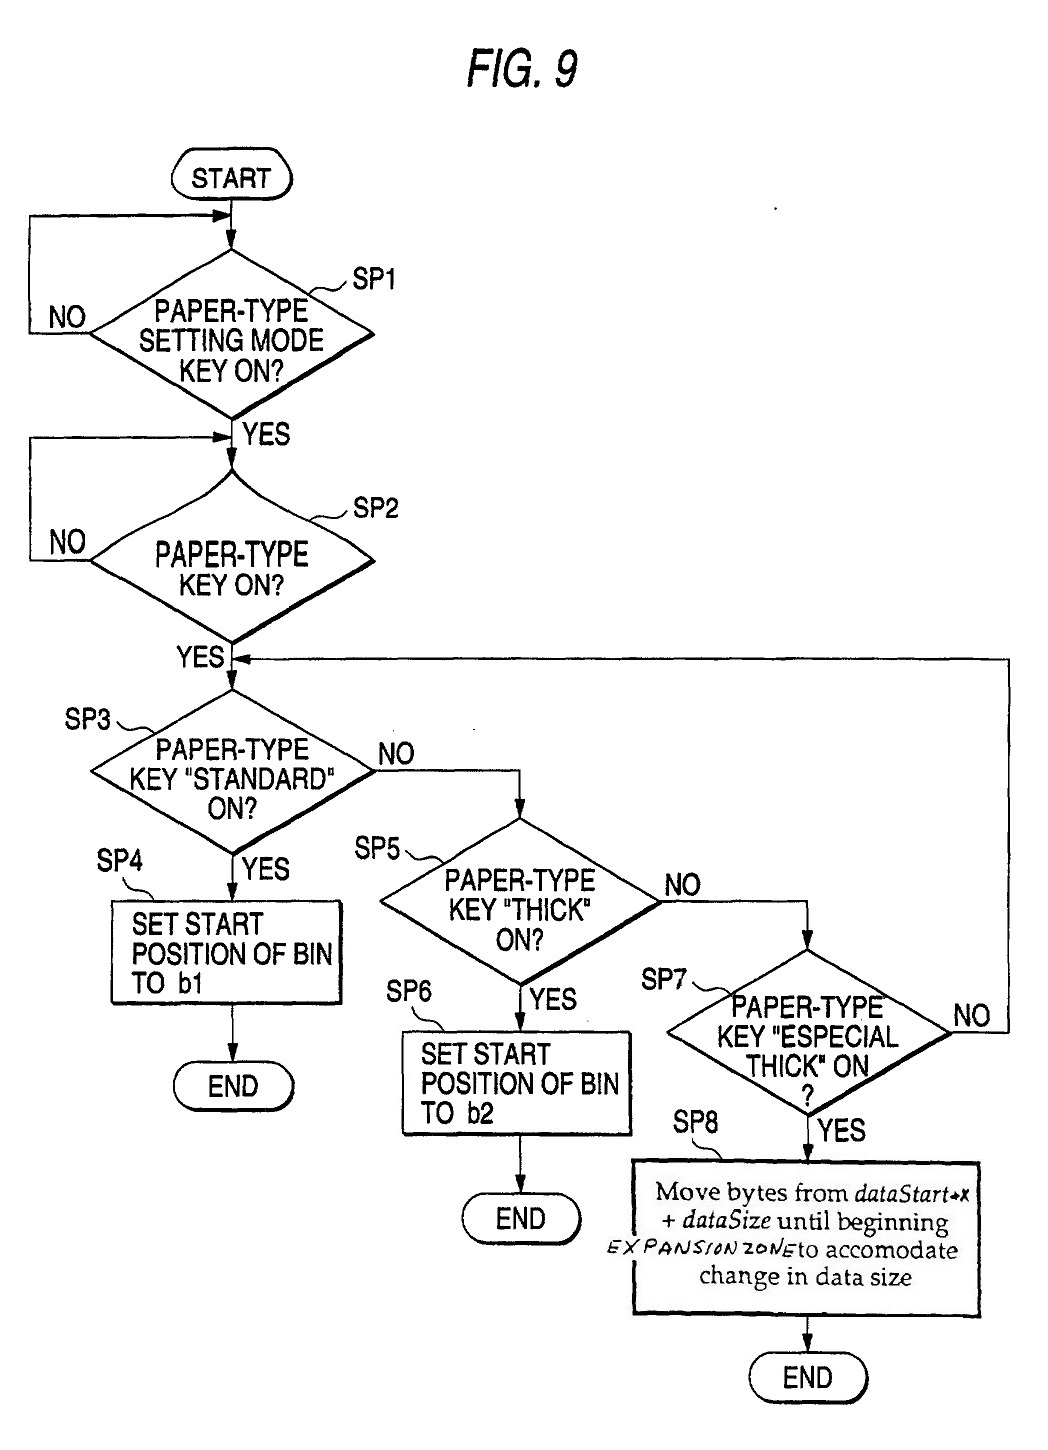 FIG. 9
START
SP1
NO
PAPER-TYPE
SETTING MODE
KEY ON?
YES
SP2
NO
PAPER-TYPE
KEY ON?
YES
SP3
PAPER-TYPE
KEY "STANDARD"
ON?
NO
YES
SP4
SET START
POSITION OF BIN
TO b1
END
SP5
PAPER-TYPE
KEY "THICK"
ON?
NO
YES
SP6
SET START
POSITION OF BIN
TO b2
END
SP7
PAPER-TYPE
KEY "ESPECIAL
THICK" ON
?
NO
YES
SP8
Move bytes from dataStart→x
+ dataSize until beginning
EXPANSION ZONE to accomodate
change in data size
END